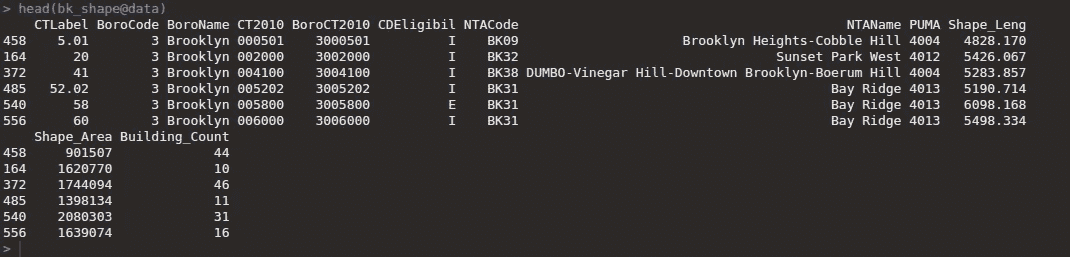 > head(bk_shape@data)
CTLabel BoroCode BoroName CT2010 BoroCT2010 CDEligibil NTACode NTAName PUMA Shape_Leng
458 5.01 3 Brooklyn 000501 3000501 I BK09 Brooklyn Heights-Cobble Hill 4004 4828.170
164 20 3 Brooklyn 002000 3002000 I BK32 Sunset Park West 4012 5426.067
372 41 3 Brooklyn 004100 3004100 I BK38 DUMBO-Vinegar Hill-Downtown Brooklyn-Boerum Hill 4004 5283.857
485 52.02 3 Brooklyn 005202 3005202 I BK31 Bay Ridge 4013 5190.714
540 58 3 Brooklyn 005800 3005800 E BK31 Bay Ridge 4013 6098.168
556 60 3 Brooklyn 006000 3006000 I BK31 Bay Ridge 4013 5498.334
Shape_Area Building_Count
458 901507 44
164 1620770 10
372 1744094 46
485 1398134 11
540 2080303 31
556 1639074 16
>